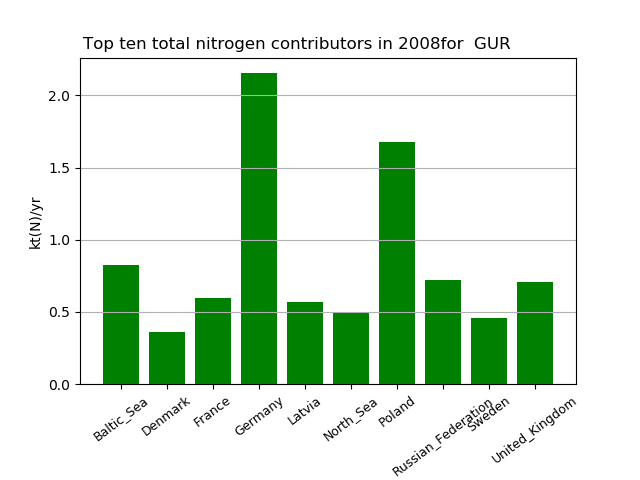 Top ten total nitrogen contributors in 2008for  GUR
kt(N)/yr
2.0
1.5
1.0
0.5
0.0
Baltic_Sea
Denmark
France
Germany
Latvia
North_Sea
Poland
Russian_Federation
Sweden
United_Kingdom